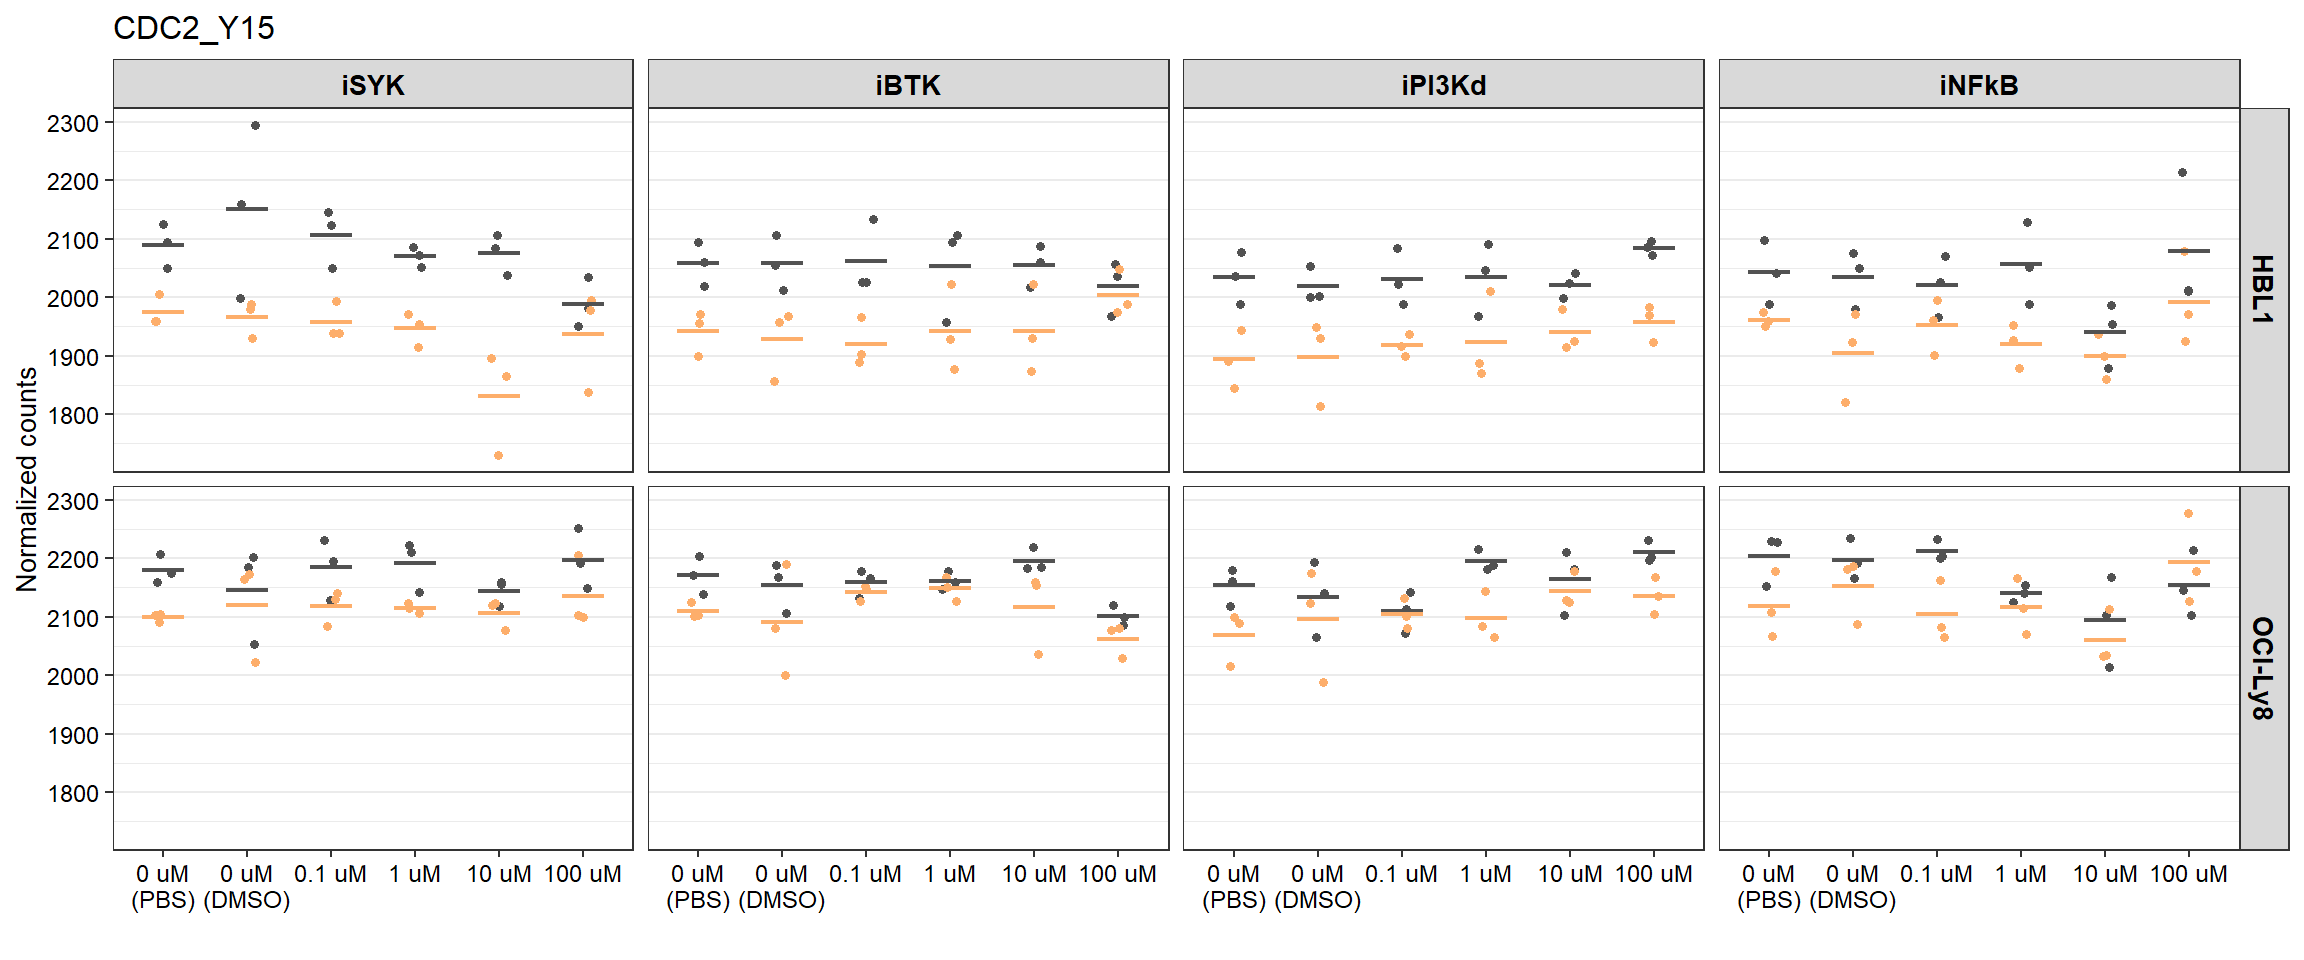 CDC2_Y15
iSYK iBTK iPI3Kd iNFkB
Normalized counts
2300
2200
2100
2000
1900
1800
HBL1
2300
2200
2100
2000
1900
1800
OCI-Ly8
0 uM 0 uM 0.1 uM 1 uM 10 uM 100 uM 0 uM 0 uM 0.1 uM 1 uM 10 uM 100 uM 0 uM 0 uM 0.1 uM 1 uM 10 uM 100 uM 0 uM 0 uM 0.1 uM 1 uM 10 uM 100 uM
(PBS) (DMSO) (PBS) (DMSO) (PBS) (DMSO) (PBS) (DMSO)